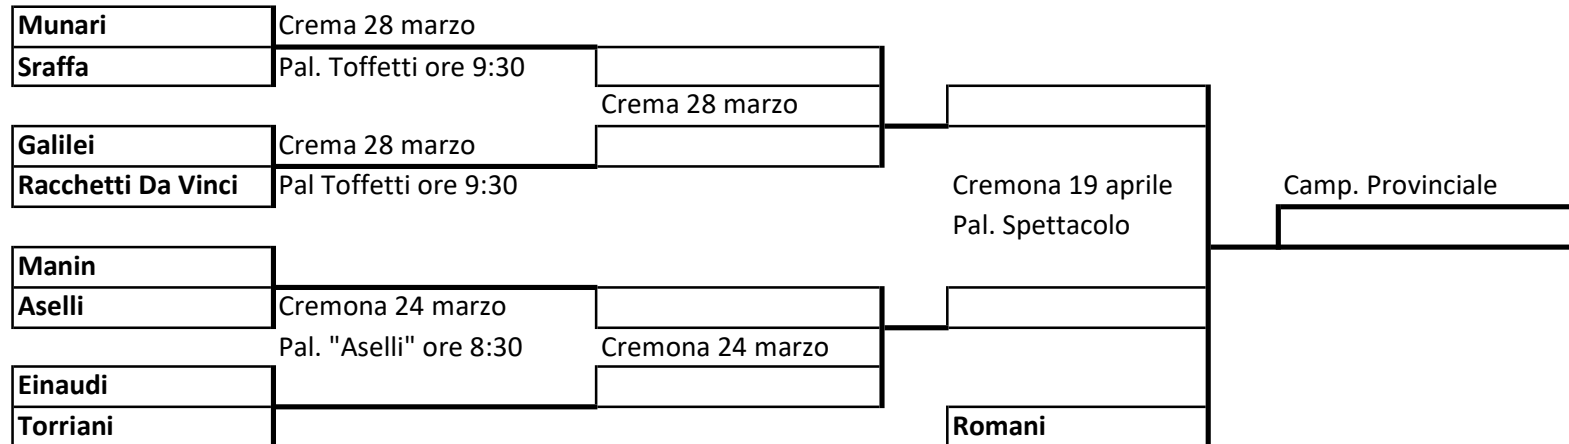 Munari Crema 28 marzo
Sraffa Pal. Toffetti ore 9:30
Crema 28 marzo
Galilei Crema 28 marzo
Racchetti Da Vinci Pal Toffetti ore 9:30 Cremona 19 aprile Camp. Provinciale
Pal. Spettacolo
Manin
Aselli Cremona 24 marzo
Pal. "Aselli" ore 8:30 Cremona 24 marzo
Einaudi
Torriani Romani